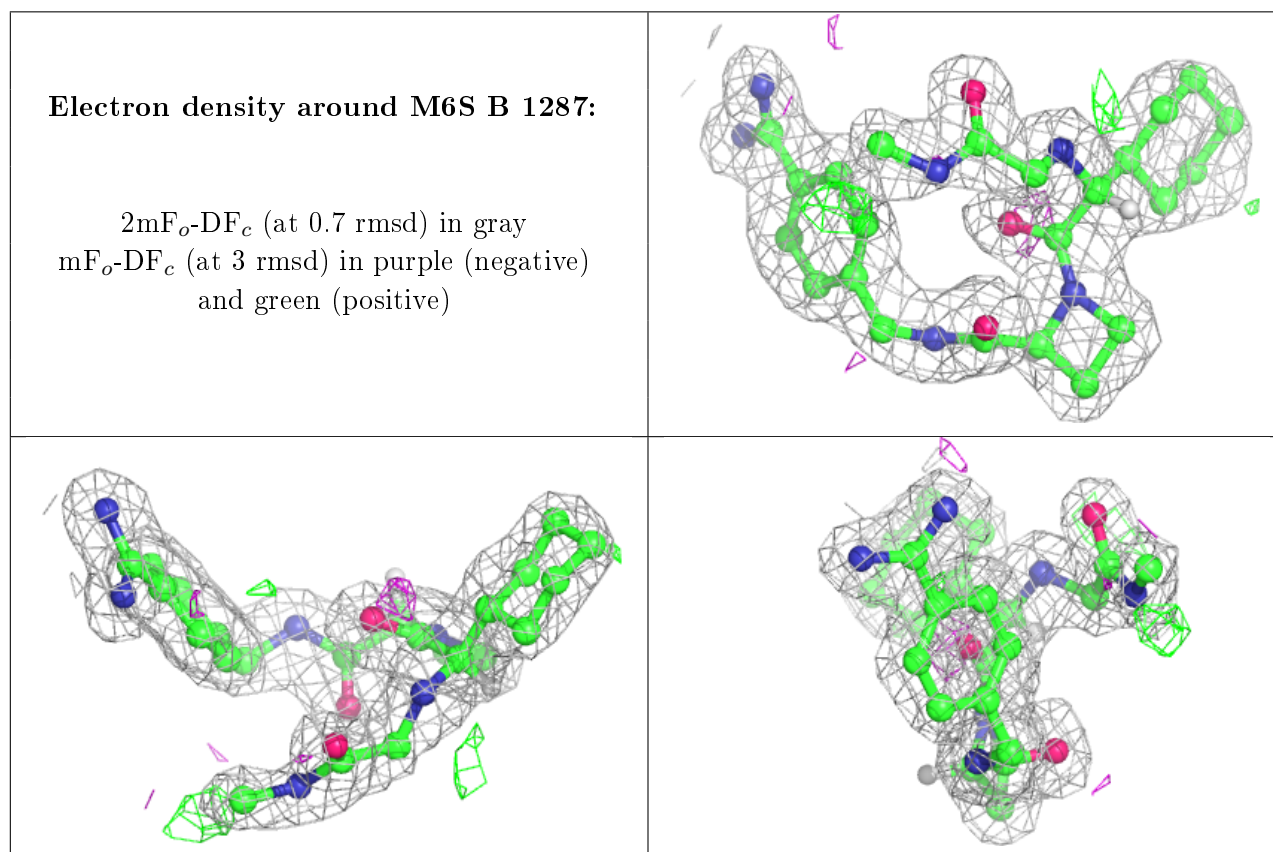 Electron density around M6S B 1287:
2mFo-DFc (at 0.7 rmsd) in gray
mFo-DFc (at 3 rmsd) in purple (negative)
and green (positive)